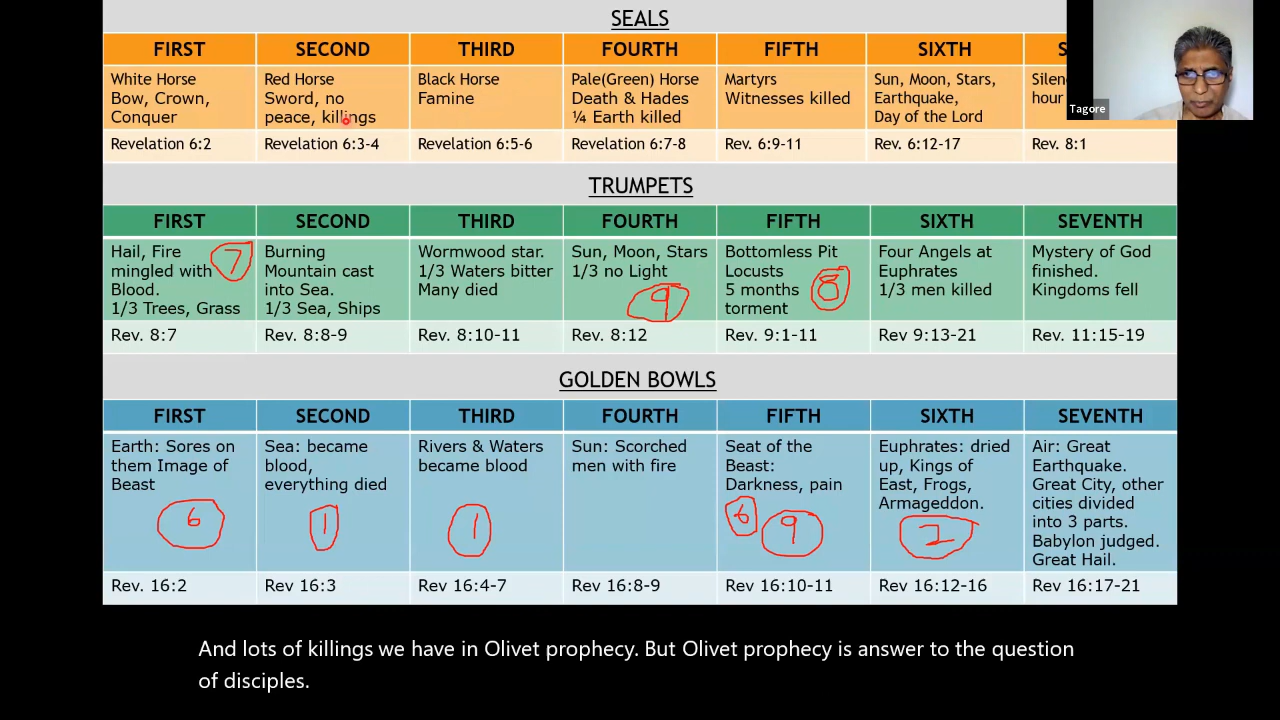 SEALS
FIRST SECOND THIRD FOURTH FIFTH SIXTH
White Horse
Bow, Crown,
Conquer
Red Horse
Sword, no
peace, killings
Black Horse
Famine
Pale(Green) Horse
Death & Hades
¼ Earth killed
Martyrs
Witnesses killed
Sun, Moon, Stars,
Earthquake,
Day of the Lord
hour
Tagore
Revelation 6:2 Revelation 6:3-4 Revelation 6:5-6 Revelation 6:7-8 Rev. 6:9-11 Rev. 6:12-17 Rev. 8:1
TRUMPETS
FIRST SECOND THIRD FOURTH FIFTH SIXTH SEVENTH
Hail, Fire
mingled with
Blood.
1/3 Trees, Grass
7
Burning
Mountain cast
into Sea.
1/3 Sea, Ships
Wormwood star.
1/3 Waters bitter
Many died
Sun, Moon, Stars
1/3 no Light
9
Bottomless Pit
Locusts
5 months
torment
8
Four Angels at
Euphrates
1/3 men killed
Mystery of God
finished.
Kingdoms fell
Rev. 8:7 Rev. 8:8-9 Rev. 8:10-11 Rev. 8:12 Rev. 9:1-11 Rev 9:13-21 Rev. 11:15-19
GOLDEN BOWLS
FIRST SECOND THIRD FOURTH FIFTH SIXTH SEVENTH
Earth: Sores on
them Image of
Beast
6
Sea: became
blood,
everything died
1
Rivers & Waters
became blood
1
Sun: Scorched
men with fire
Seat of the
Beast:
Darkness, pain
6 9
Euphrates: dried
up, Kings of
East, Frogs,
Armageddon.
2
Air: Great
Earthquake.
Great City, other
cities divided
into 3 parts.
Babylon judged.
Great Hail.
Rev. 16:2 Rev 16:3 Rev 16:4-7 Rev 16:8-9 Rev 16:10-11 Rev 16:12-16 Rev 16:17-21
And lots of killings we have in Olivet prophecy. But Olivet prophecy is answer to the question
of disciples.